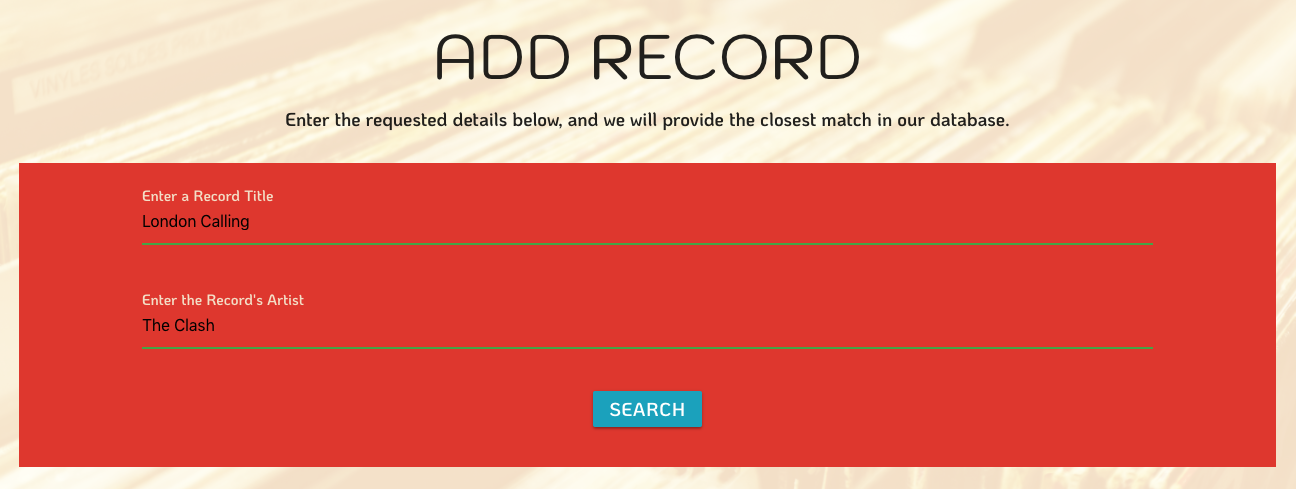 ADD RECORD
Enter the requested details below, and we will provide the closest match in our database.
Enter a Record Title
London Calling
Enter the Record's Artist
The Clash
SEARCH